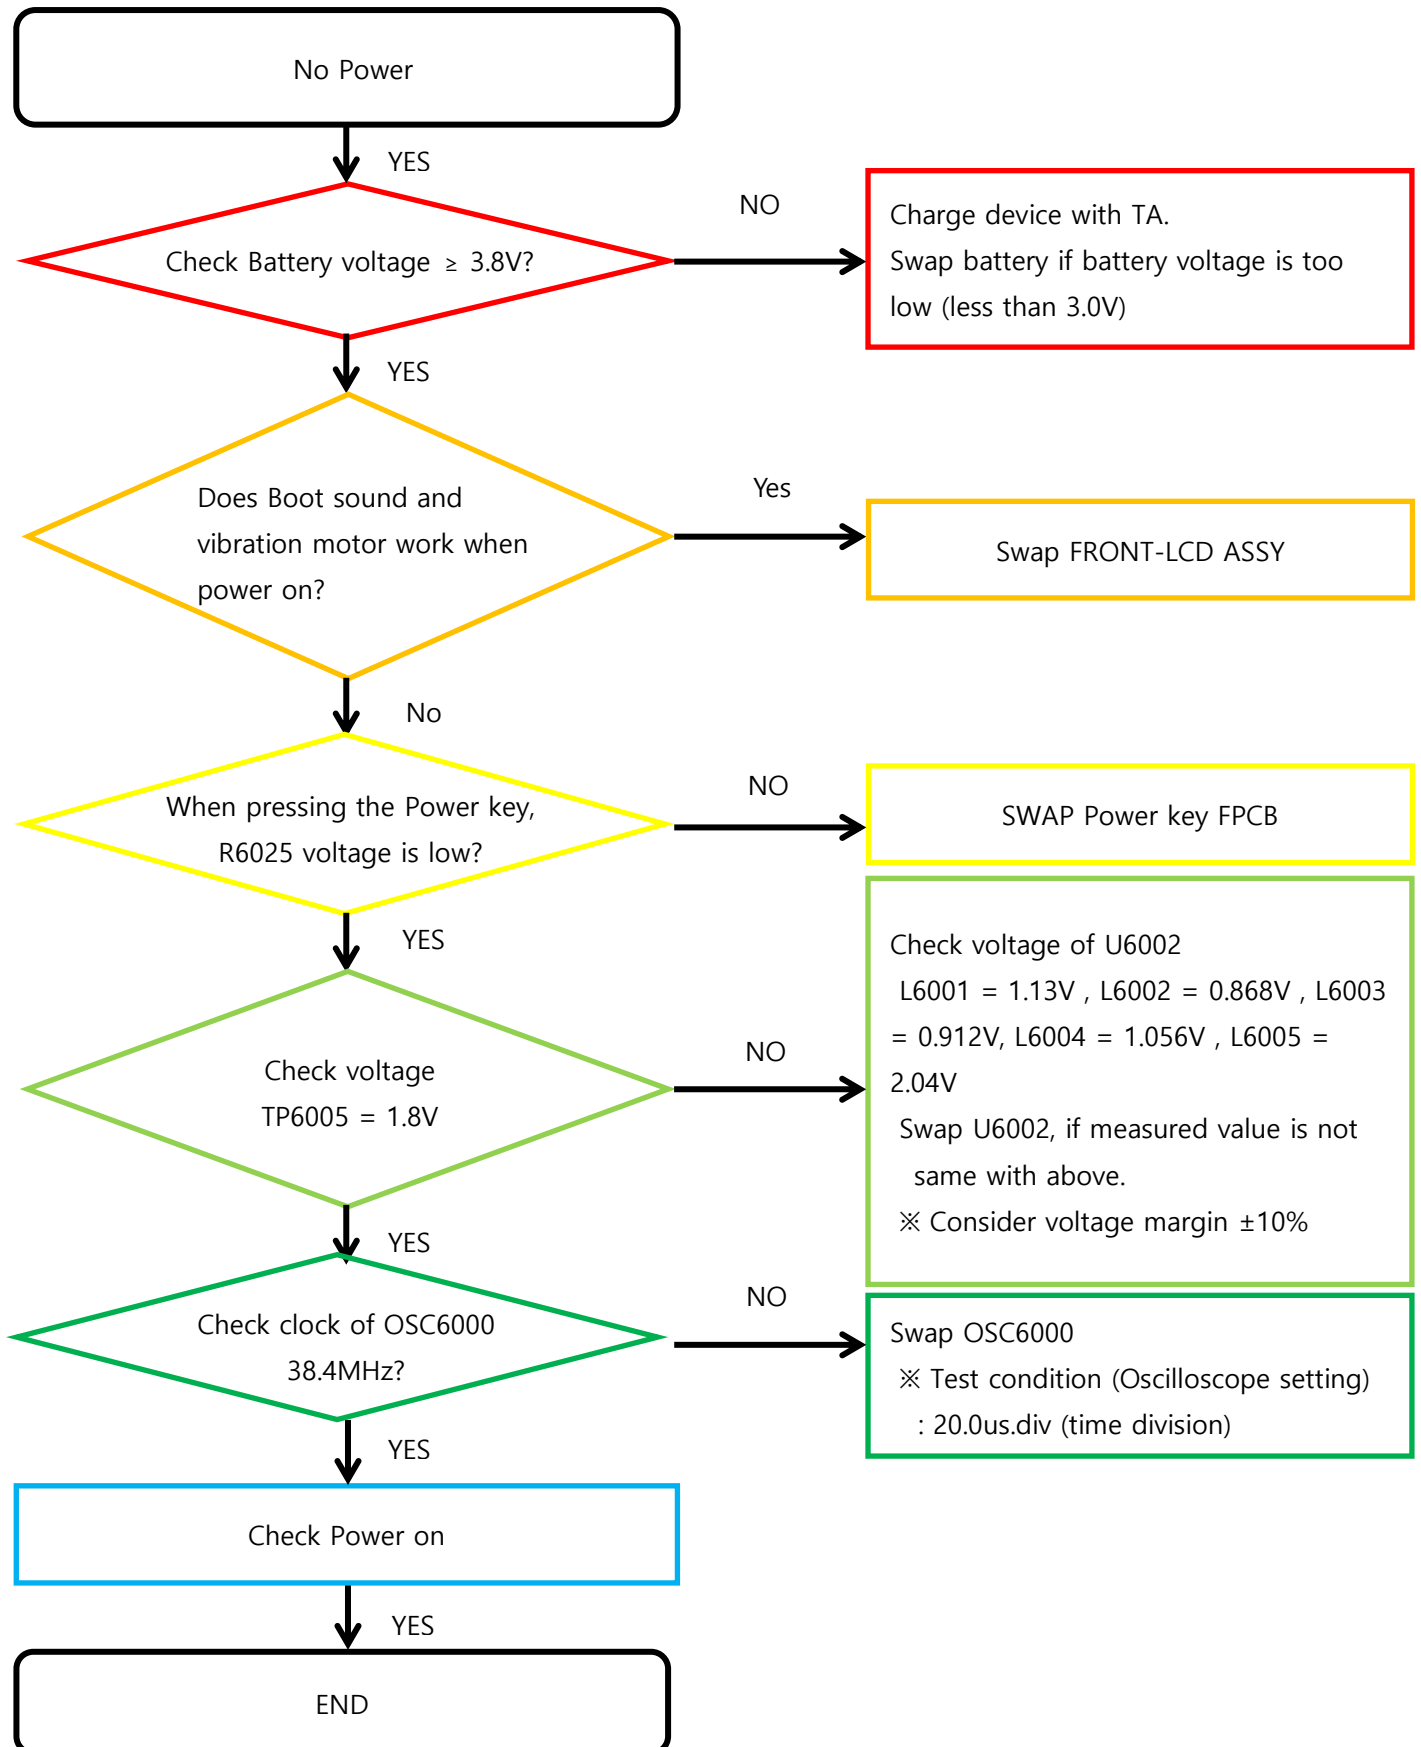 No Power
YES
Check Battery voltage ≥ 3.8V?
NO
Charge device with TA.
Swap battery if battery voltage is too
low (less than 3.0V)
YES
Does Boot sound and
vibration motor work when
power on?
Yes
Swap FRONT-LCD ASSY
No
When pressing the Power key,
R6025 voltage is low?
NO
SWAP Power key FPCB
YES
Check voltage
TP6005 = 1.8V
NO
Check voltage of U6002
L6001 = 1.13V , L6002 = 0.868V , L6003
= 0.912V, L6004 = 1.056V , L6005 =
2.04V
Swap U6002, if measured value is not
same with above.
※ Consider voltage margin ±10%
YES
Check clock of OSC6000
38.4MHz?
NO
Swap OSC6000
※ Test condition (Oscilloscope setting)
: 20.0us.div (time division)
YES
Check Power on
YES
END